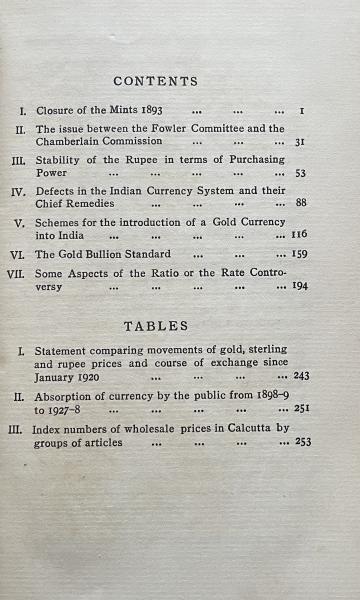 CONTENTS
I. Closure of the Mints 1893 ... ... ... 1
II. The issue between the Fowler Committee and the
Chamberlain Commission ... ... ... 31
III. Stability of the Rupee in terms of Purchasing
Power ... ... ... ... ... 53
IV. Defects in the Indian Currency System and their
Chief Remedies ... ... ... ... 88
V. Schemes for the introduction of a Gold Currency
into India ... ... ... ... ... 116
VI. The Gold Bullion Standard ... ... ... 159
VII. Some Aspects of the Ratio or the Rate Contro-
versy ... ... ... ... ... 194
TABLES
I. Statement comparing movements of gold, sterling
and rupee prices and course of exchange since
January 1920 ... ... ... ... 243
II. Absorption of currency by the public from 1898-9
to 1927-8 ... ... ... ... ... 251
III. Index numbers of wholesale prices in Calcutta by
groups of articles ... ... ... ... 253